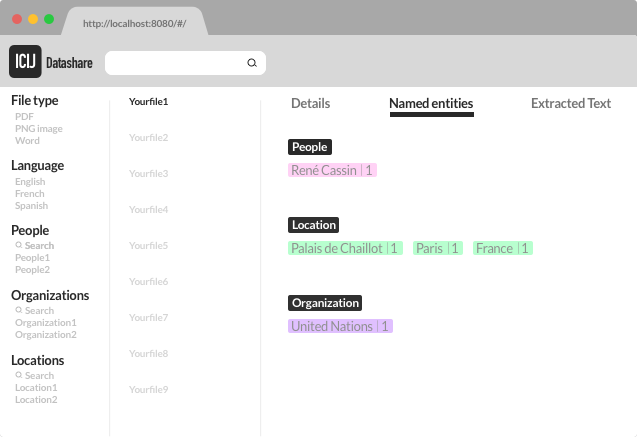 http://localhost:8080/#/
ICIJ Datashare
File type
PDF
PNG image
Word
Language
English
French
Spanish
People
Search
People1
People2
Organizations
Search
Organization1
Organization2
Locations
Search
Location1
Location2
Yourfile1
Yourfile2
Yourfile3
Yourfile4
Yourfile5
Yourfile6
Yourfile7
Yourfile8
Yourfile9
Details Named entities Extracted Text
People
René Cassin | 1
Location
Palais de Chaillot | 1 Paris | 1 France | 1
Organization
United Nations | 1